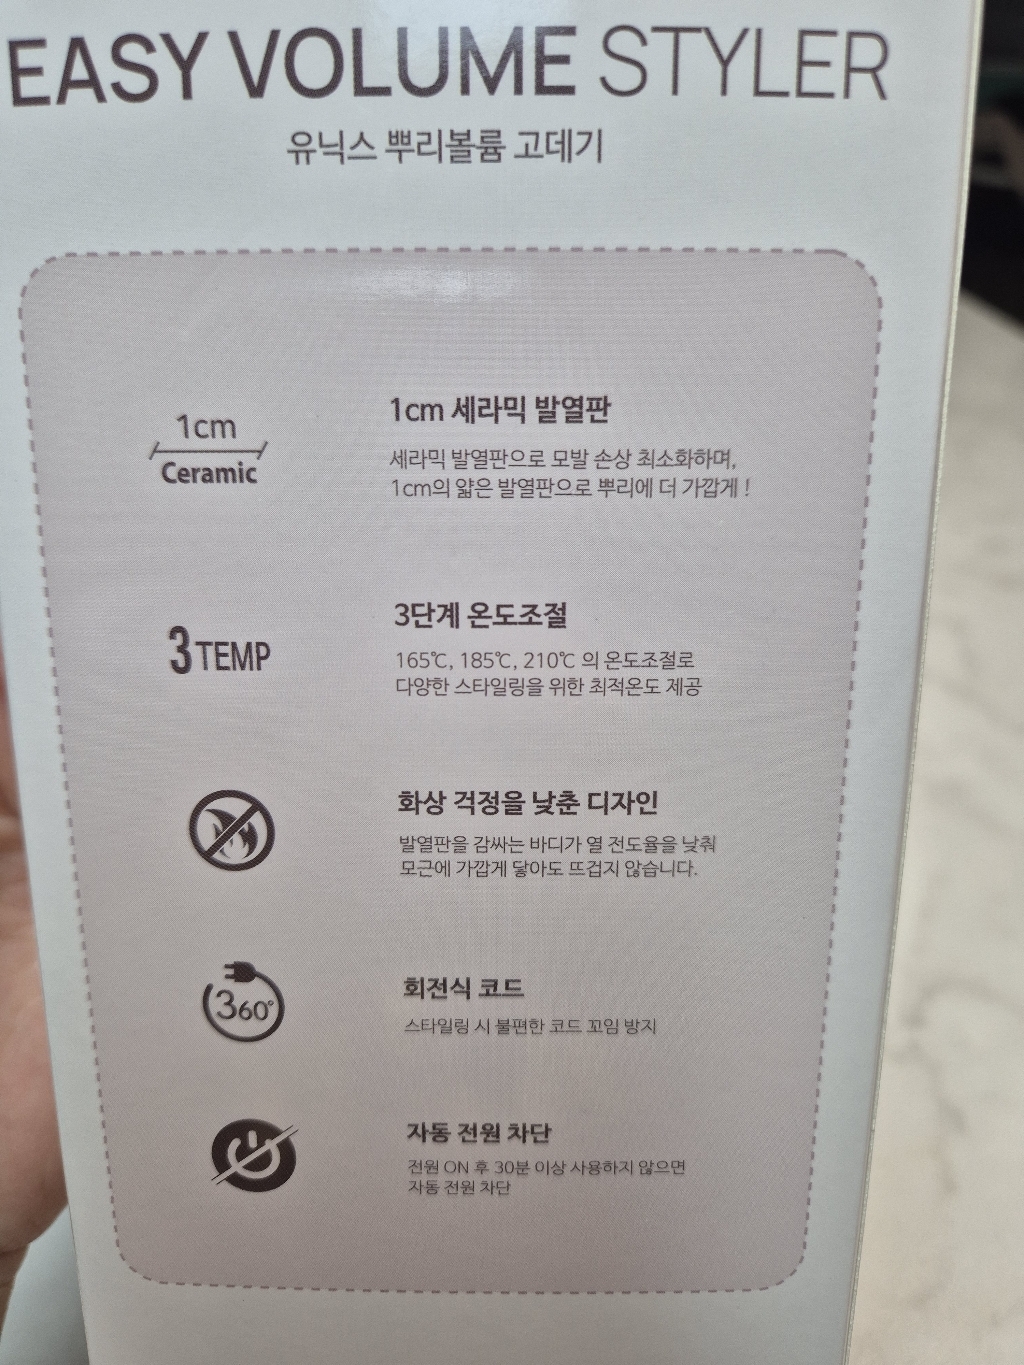 EASY VOLUME STYLER
유닉스 뿌리볼륨 고데기
1cm
Ceramic
1cm 세라믹 발열판
세라믹 발열판으로 모발 손상 최소화하며,
1cm의 얇은 발열판으로 뿌리에 더 가깝게 !
3 TEMP
3단계 온도조절
165℃, 185℃, 210℃ 의 온도조절로
다양한 스타일링을 위한 최적온도 제공
화상 걱정을 낮춘 디자인
발열판을 감싸는 바디가 열 전도율을 낮춰
모근에 가깝게 닿아도 뜨겁지 않습니다.
360°
회전식 코드
스타일링 시 불편한 코드 꼬임 방지
자동 전원 차단
전원 ON 후 30분 이상 사용하지 않으면
자동 전원 차단